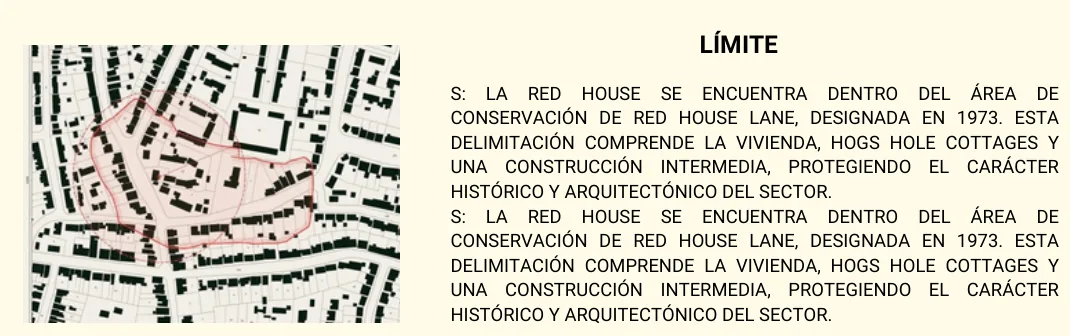 LÍMITE
S: LA RED HOUSE SE ENCUENTRA DENTRO DEL ÁREA DE
CONSERVACIÓN DE RED HOUSE LANE, DESIGNADA EN 1973. ESTA
DELIMITACIÓN COMPRENDE LA VIVIENDA, HOGS HOLE COTTAGES Y
UNA CONSTRUCCIÓN INTERMEDIA, PROTEGIENDO EL CARÁCTER
HISTÓRICO Y ARQUITECTÓNICO DEL SECTOR.
S: LA RED HOUSE SE ENCUENTRA DENTRO DEL ÁREA DE
CONSERVACIÓN DE RED HOUSE LANE, DESIGNADA EN 1973. ESTA
DELIMITACIÓN COMPRENDE LA VIVIENDA, HOGS HOLE COTTAGES Y
UNA CONSTRUCCIÓN INTERMEDIA, PROTEGIENDO EL CARÁCTER
HISTÓRICO Y ARQUITECTÓNICO DEL SECTOR.